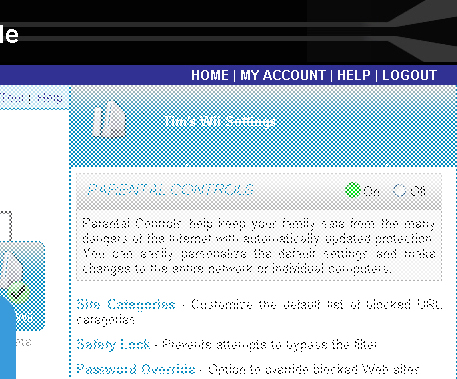 le
HOME | MY ACCOUNT | HELP | LOGOUT
Tour | Help
Tim's Wii Settings
PARENTAL CONTROLS
On Off
Parental Controls help keep your family safe from the many
dangers of the Internet with automatically updated protection.
You can easily personalize the default settings and make
changes to the entire network or individual computers.
Site Categories - Customize the default list of blocked URL
categories
Safety Lock - Prevents attempts to bypass the filter
Password Override - Option to override blocked Web sites